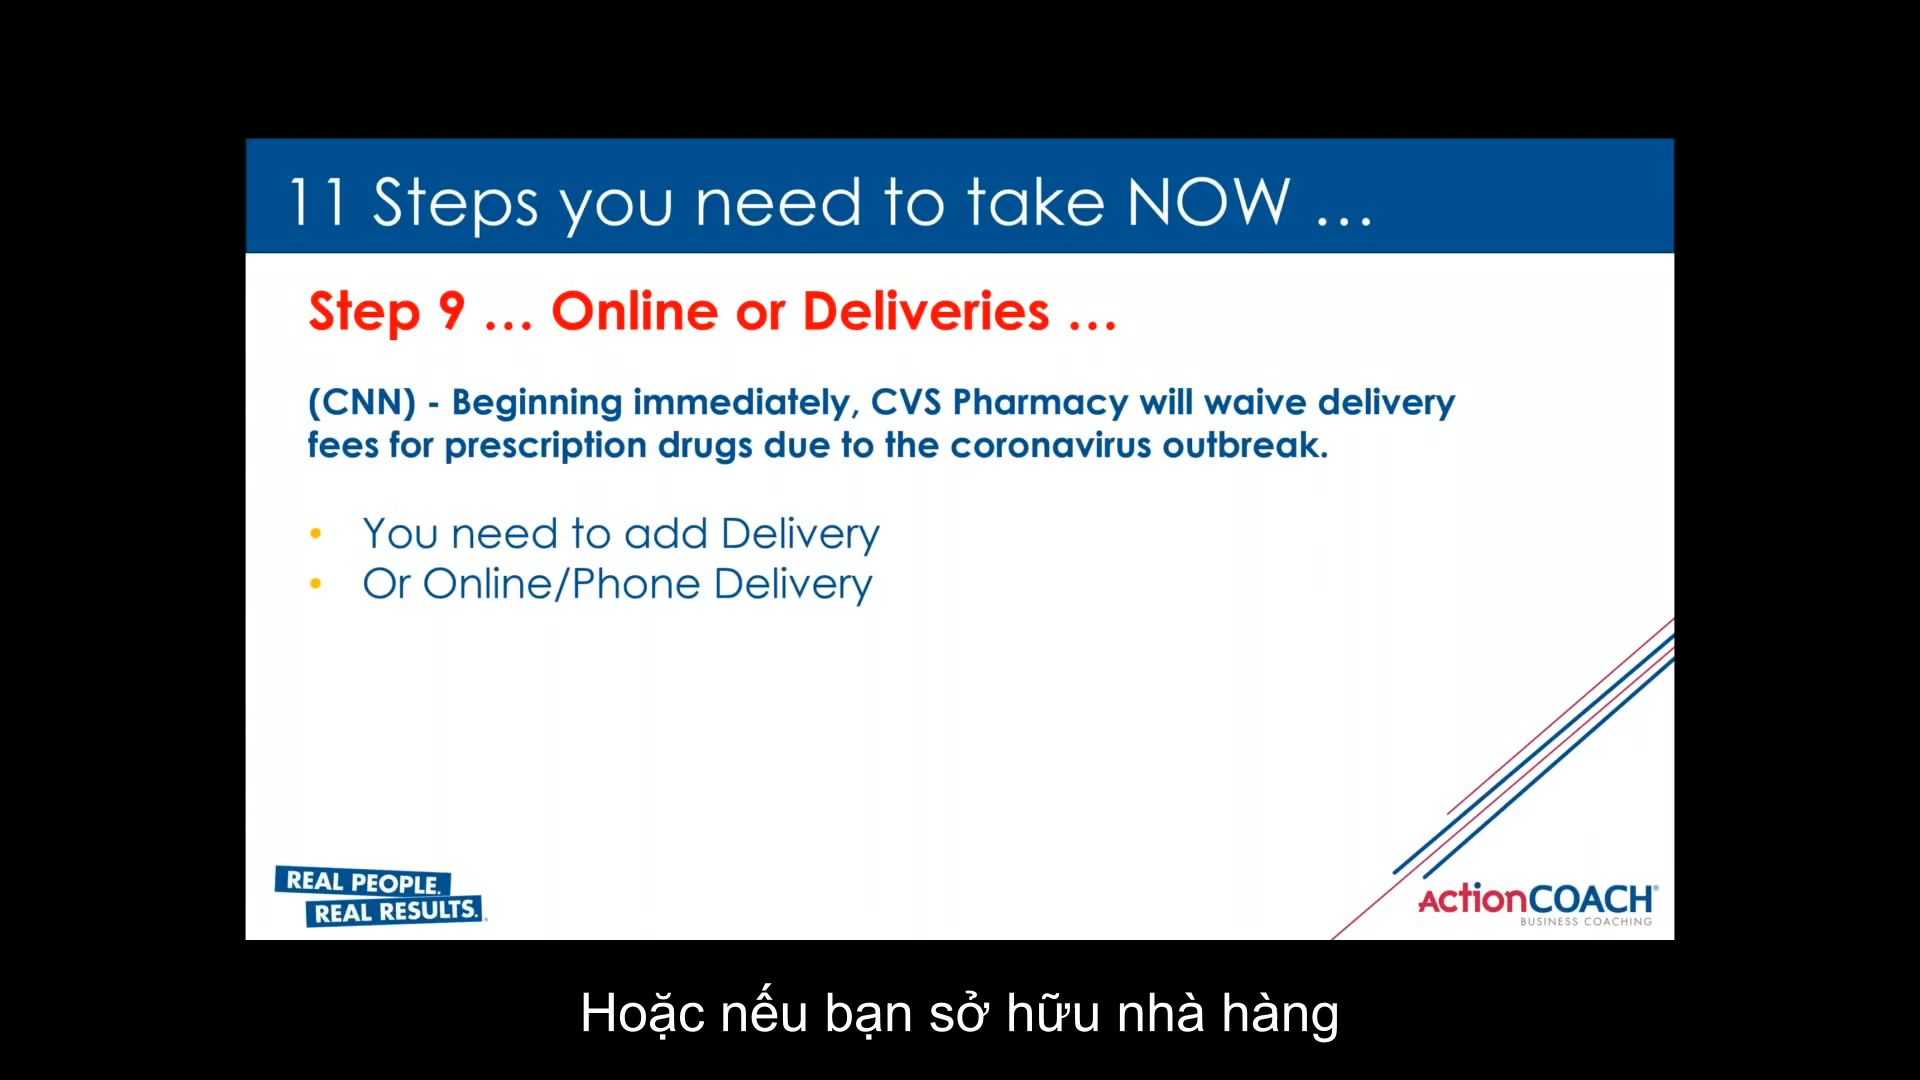 11 Steps you need to take NOW ...
Step 9 ... Online or Deliveries ...
(CNN) - Beginning immediately, CVS Pharmacy will waive delivery
fees for prescription drugs due to the coronavirus outbreak.
• You need to add Delivery
• Or Online/Phone Delivery
REAL PEOPLE.
REAL RESULTS.
ActionCOACH®
BUSINESS COACHING
Hoặc nếu bạn sở hữu nhà hàng